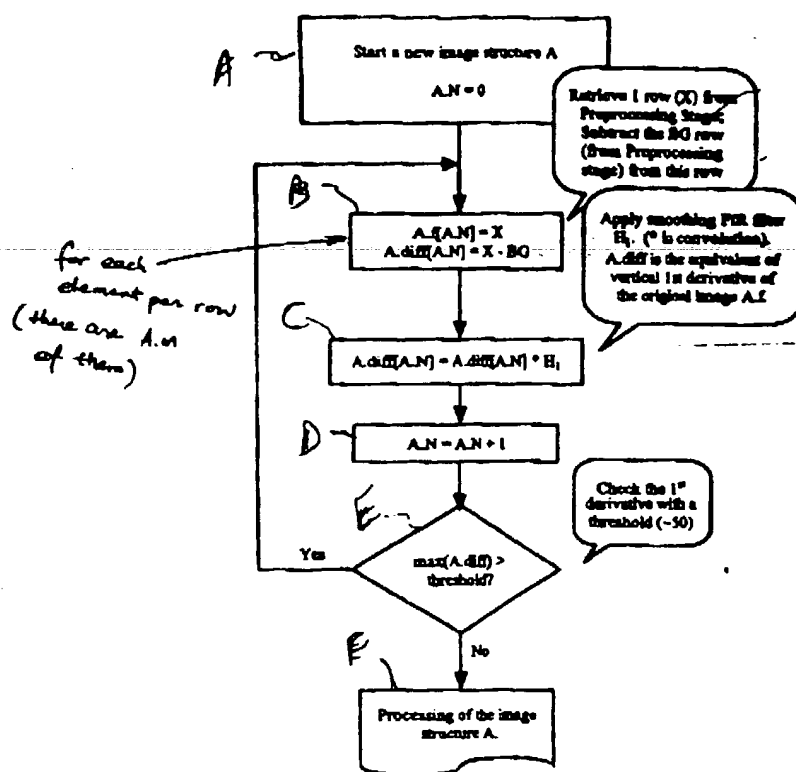 A
Start a new image structure A
A.N = 0
Retrieve 1 row (X) from
Preprocessing Stage;
Subtract the BG row
(from Preprocessing
stage) from this row
B
A.f[A.N] = X
A.diff[A.N] = X - BG
for each
element per row
(there are A.N
of them)
Apply smoothing FIR filter
H₁. (* is convolution).
A.diff is the equivalent of
vertical 1st derivative of
the original image A.f.
C
A.diff[A.N] = A.diff[A.N] * H₁
D
A.N = A.N + 1
Check the 1st
derivative with a
threshold (~50)
E
Yes
max(A.diff) >
threshold?
No
F
Processing of the image
structure A.